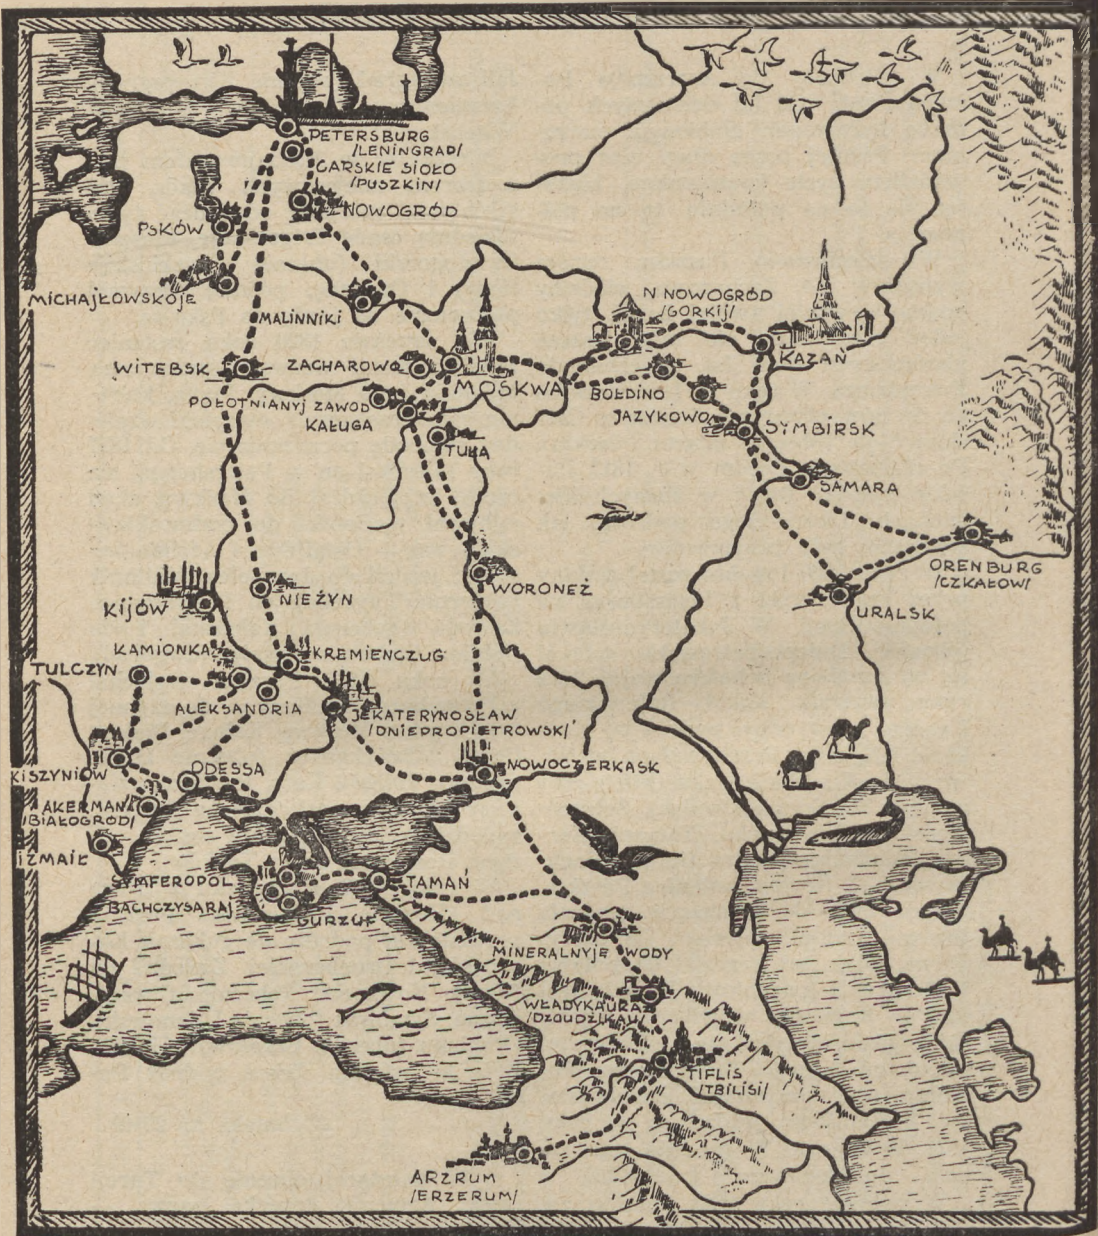 PETERSBURG
/LENINGRAD/
CARSKIE SIOŁO
/PUSZKIN/
NOWOGRÓD
PSKÓW
MICHAJŁOWSKOJE
MALINNIKI
N NOWOGRÓD
/GORKIJ/
KAZAŃ
WITEBSK
ZACHAROWO
MOSKWA
BOŁDINO
POŁOTNIANYJ ZAWOD
KAŁUGA
JAZYKOWO
SYMBIRSK
TUŁA
SAMARA
ORENBURG
/CZKAŁOW/
WORONEŻ
URALSK
KIJÓW
NIEŻYN
KAMIONKA
KREMIEŃCZUG
TULCZYN
ALEKSANDRIA
JEKATERYNOSŁAW
/DNIEPROPIETROWSK/
KISZYNIÓW
ODESSA
NOWOCZERKASK
AKERMAN
/BIAŁOGRÓD/
IZMAIŁ
SYMFEROPOL
TAMAŃ
BACHCZYSARAJ
GURZUF
MINERALNYJE WODY
WŁADYKAUKAZ
/DZOUDŻIKAU/
TIFLIS
/TBILISI/
ARZRUM
/ERZERUM/